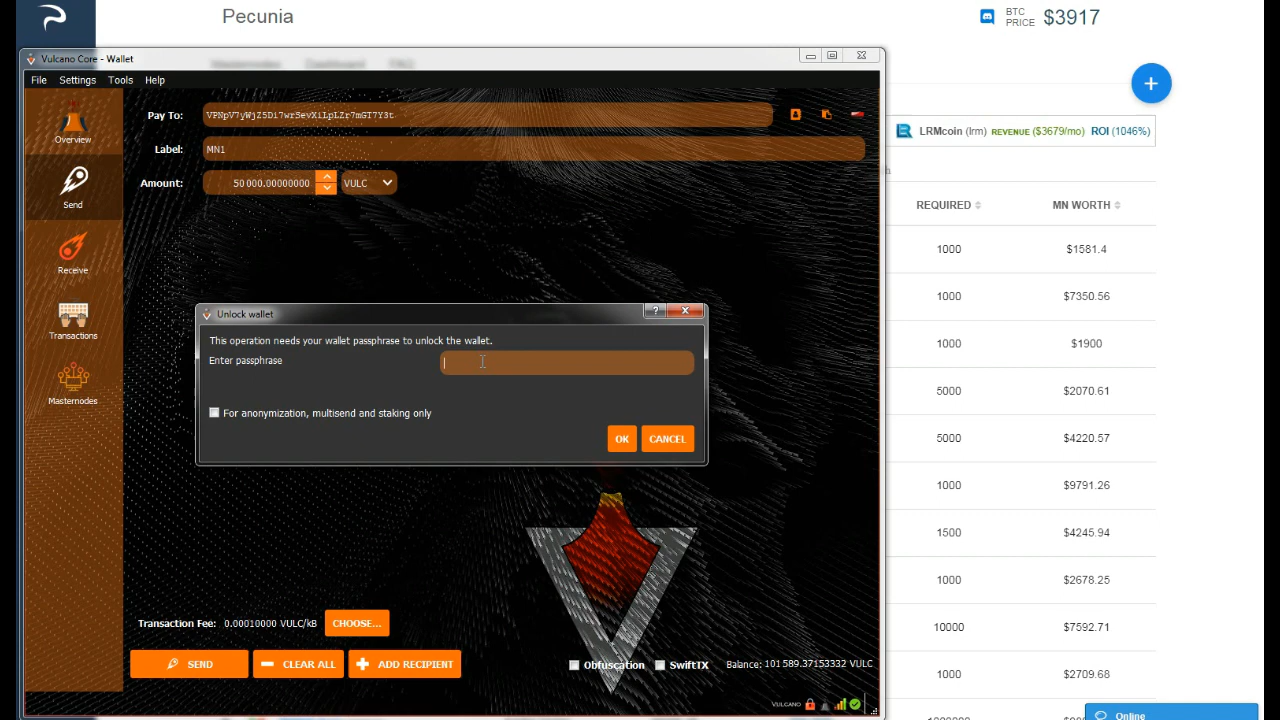 Pecunia
BTC PRICE $3917
Vulcano Core - Wallet
Masternodes Dashboard FAQ
File Settings Tools Help
Overview
Send
Receive
Transactions
Masternodes
Pay To: VPNpV7yWjZ5Di7wrSevXiLpLZr7mGT7Y3t
Label: MN1
Amount: 50 000.00000000 VULC
Unlock wallet
This operation needs your wallet passphrase to unlock the wallet.
Enter passphrase
For anonymization, multisend and staking only
OK CANCEL
Transaction Fee: 0.00010000 VULC/kB CHOOSE...
SEND CLEAR ALL ADD RECIPIENT
Obfuscation SwiftTX Balance: 101 589.37153332 VULC
VULCANO
LRMcoin (lrm) REVENUE ($3679/mo) ROI (1046%)
REQUIRED MN WORTH
1000 $1581.4
1000 $7350.56
1000 $1900
5000 $2070.61
5000 $4220.57
1000 $9791.26
1500 $4245.94
1000 $2678.25
10000 $7592.71
1000 $2709.68
Online